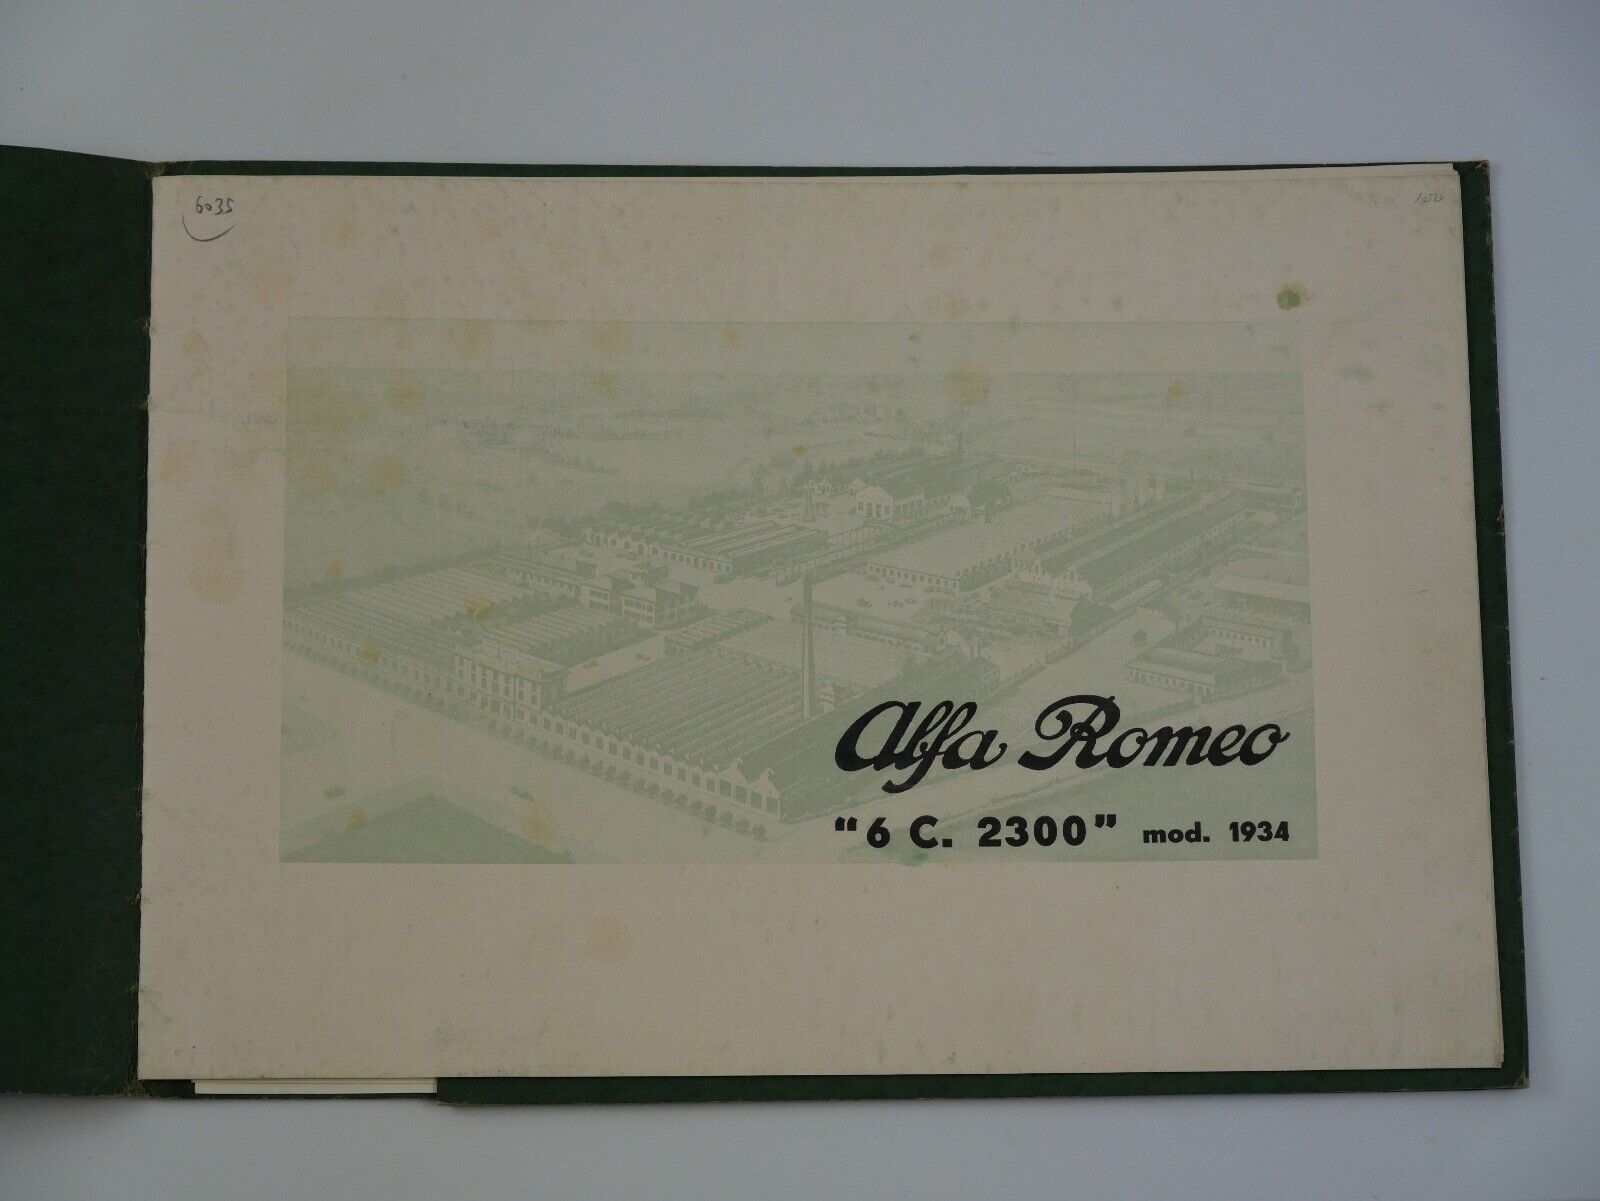 6035
Alfa Romeo
"6 C. 2300" mod. 1934